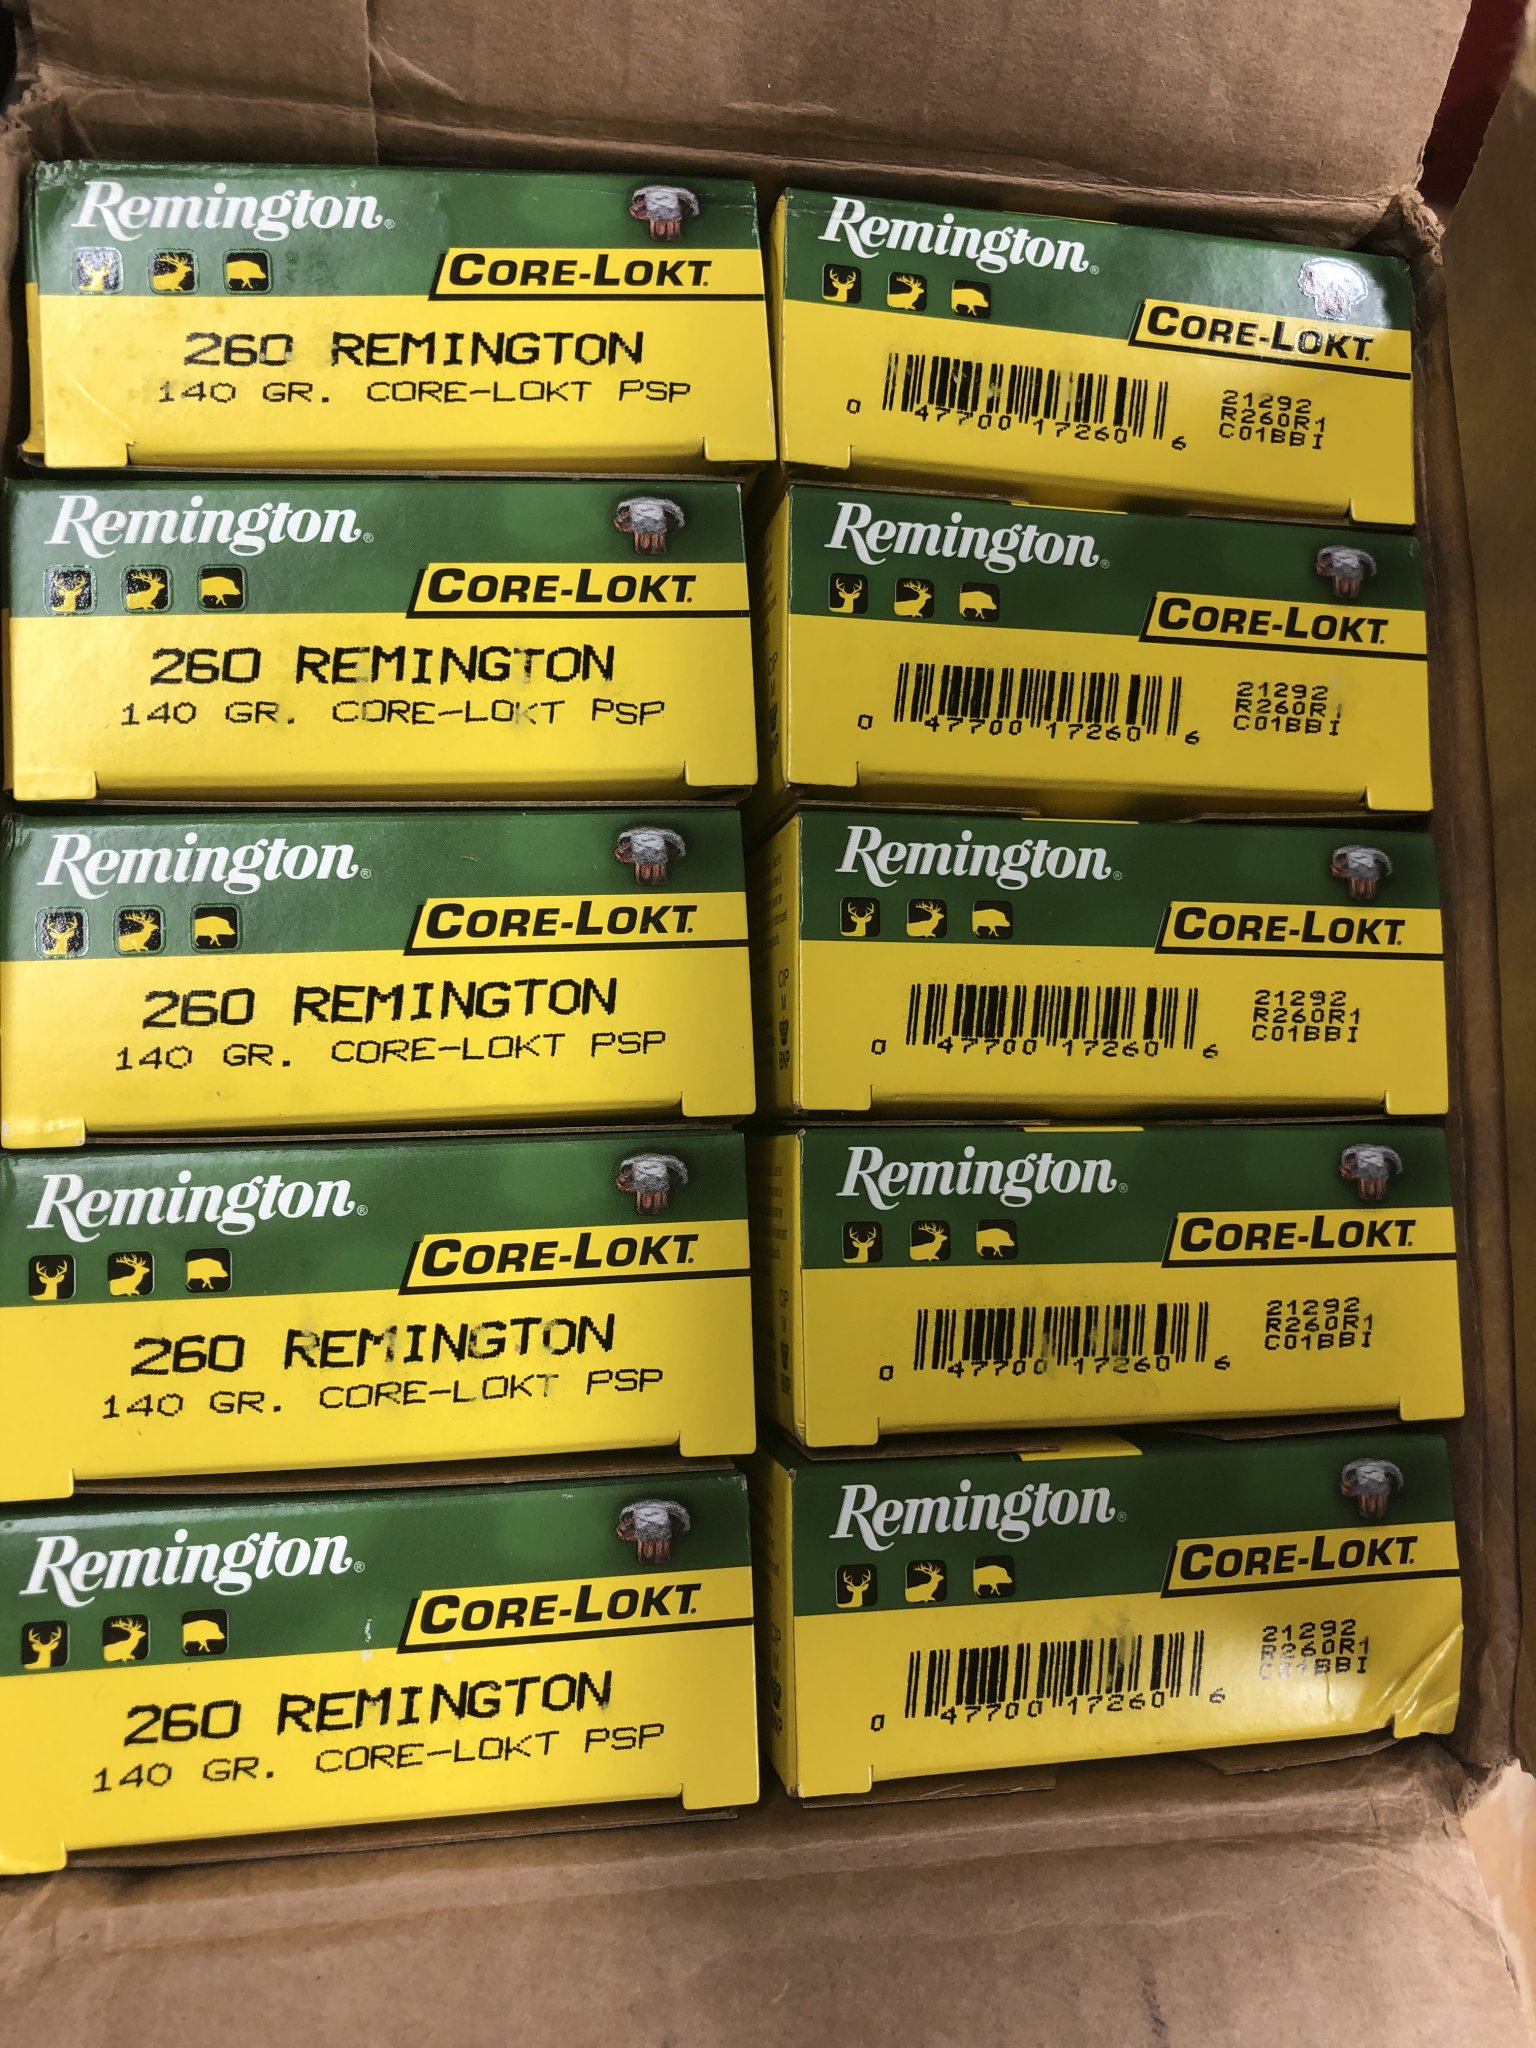 Remington®
CORE-LOKT.
260 REMINGTON
140 GR. CORE-LOKT PSP
Remington®
CORE-LOKT.
0 47700 17260 6
21292
R260R1
C01BBI
Remington®
CORE-LOKT.
260 REMINGTON
140 GR. CORE-LOKT PSP
Remington®
CORE-LOKT.
0 47700 17260 6
21292
R260R1
C01BBI
Remington®
CORE-LOKT.
260 REMINGTON
140 GR. CORE-LOKT PSP
CIP
M
BNP
Remington®
CORE-LOKT.
0 47700 17260 6
21292
R260R1
C01BBI
Remington®
CORE-LOKT.
260 REMINGTON
140 GR. CORE-LOKT PSP
CIP
M
BNP
Remington®
CORE-LOKT.
0 47700 17260 6
21292
R260R1
C01BBI
Remington®
CORE-LOKT.
260 REMINGTON
140 GR. CORE-LOKT PSP
Remington®
CORE-LOKT.
0 47700 17260 6
21292
R260R1
C01BBI